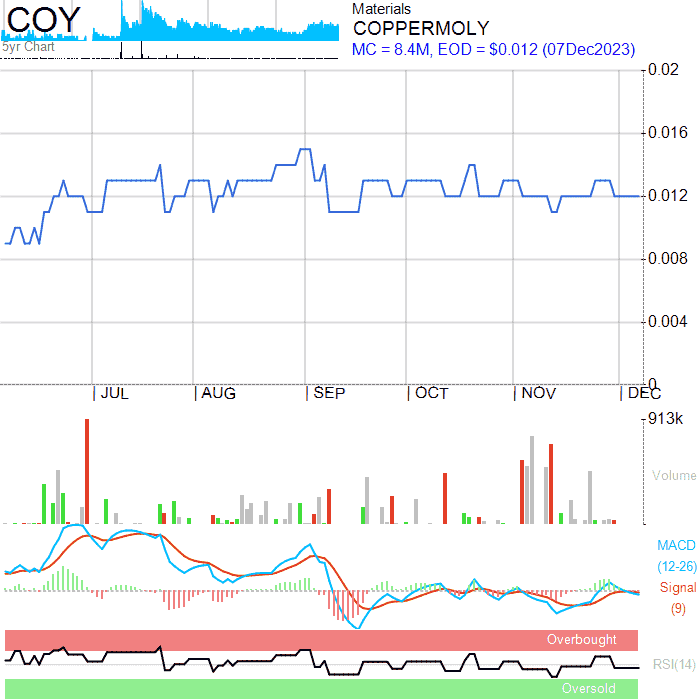 COY
5yr Chart
Materials
COPPERMOLY
MC = 8.4M, EOD = $0.012 (07Dec2023)
0.02
0.016
0.012
0.008
0.004
0
JUL AUG SEP OCT NOV DEC
913k
Volume
MACD
(12-26)
Signal
(9)
Overbought
RSI(14)
Oversold